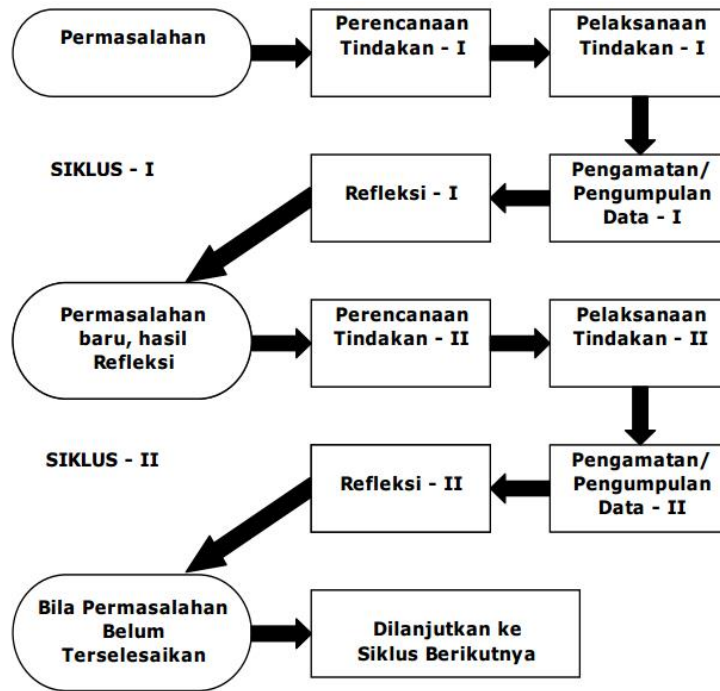 Permasalahan
Perencanaan
Tindakan - I
Pelaksanaan
Tindakan - I
SIKLUS - I
Refleksi - I
Pengamatan/
Pengumpulan
Data - I
Permasalahan
baru, hasil
Refleksi
Perencanaan
Tindakan - II
Pelaksanaan
Tindakan - II
SIKLUS - II
Refleksi - II
Pengamatan/
Pengumpulan
Data - II
Bila Permasalahan
Belum
Terselesaikan
Dilanjutkan ke
Siklus Berikutnya